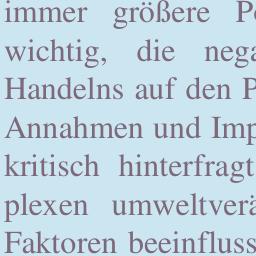 immer größere
wichtig, die
Handelns auf den
Annahmen und
kritisch hinterfragt
plexen
Faktoren